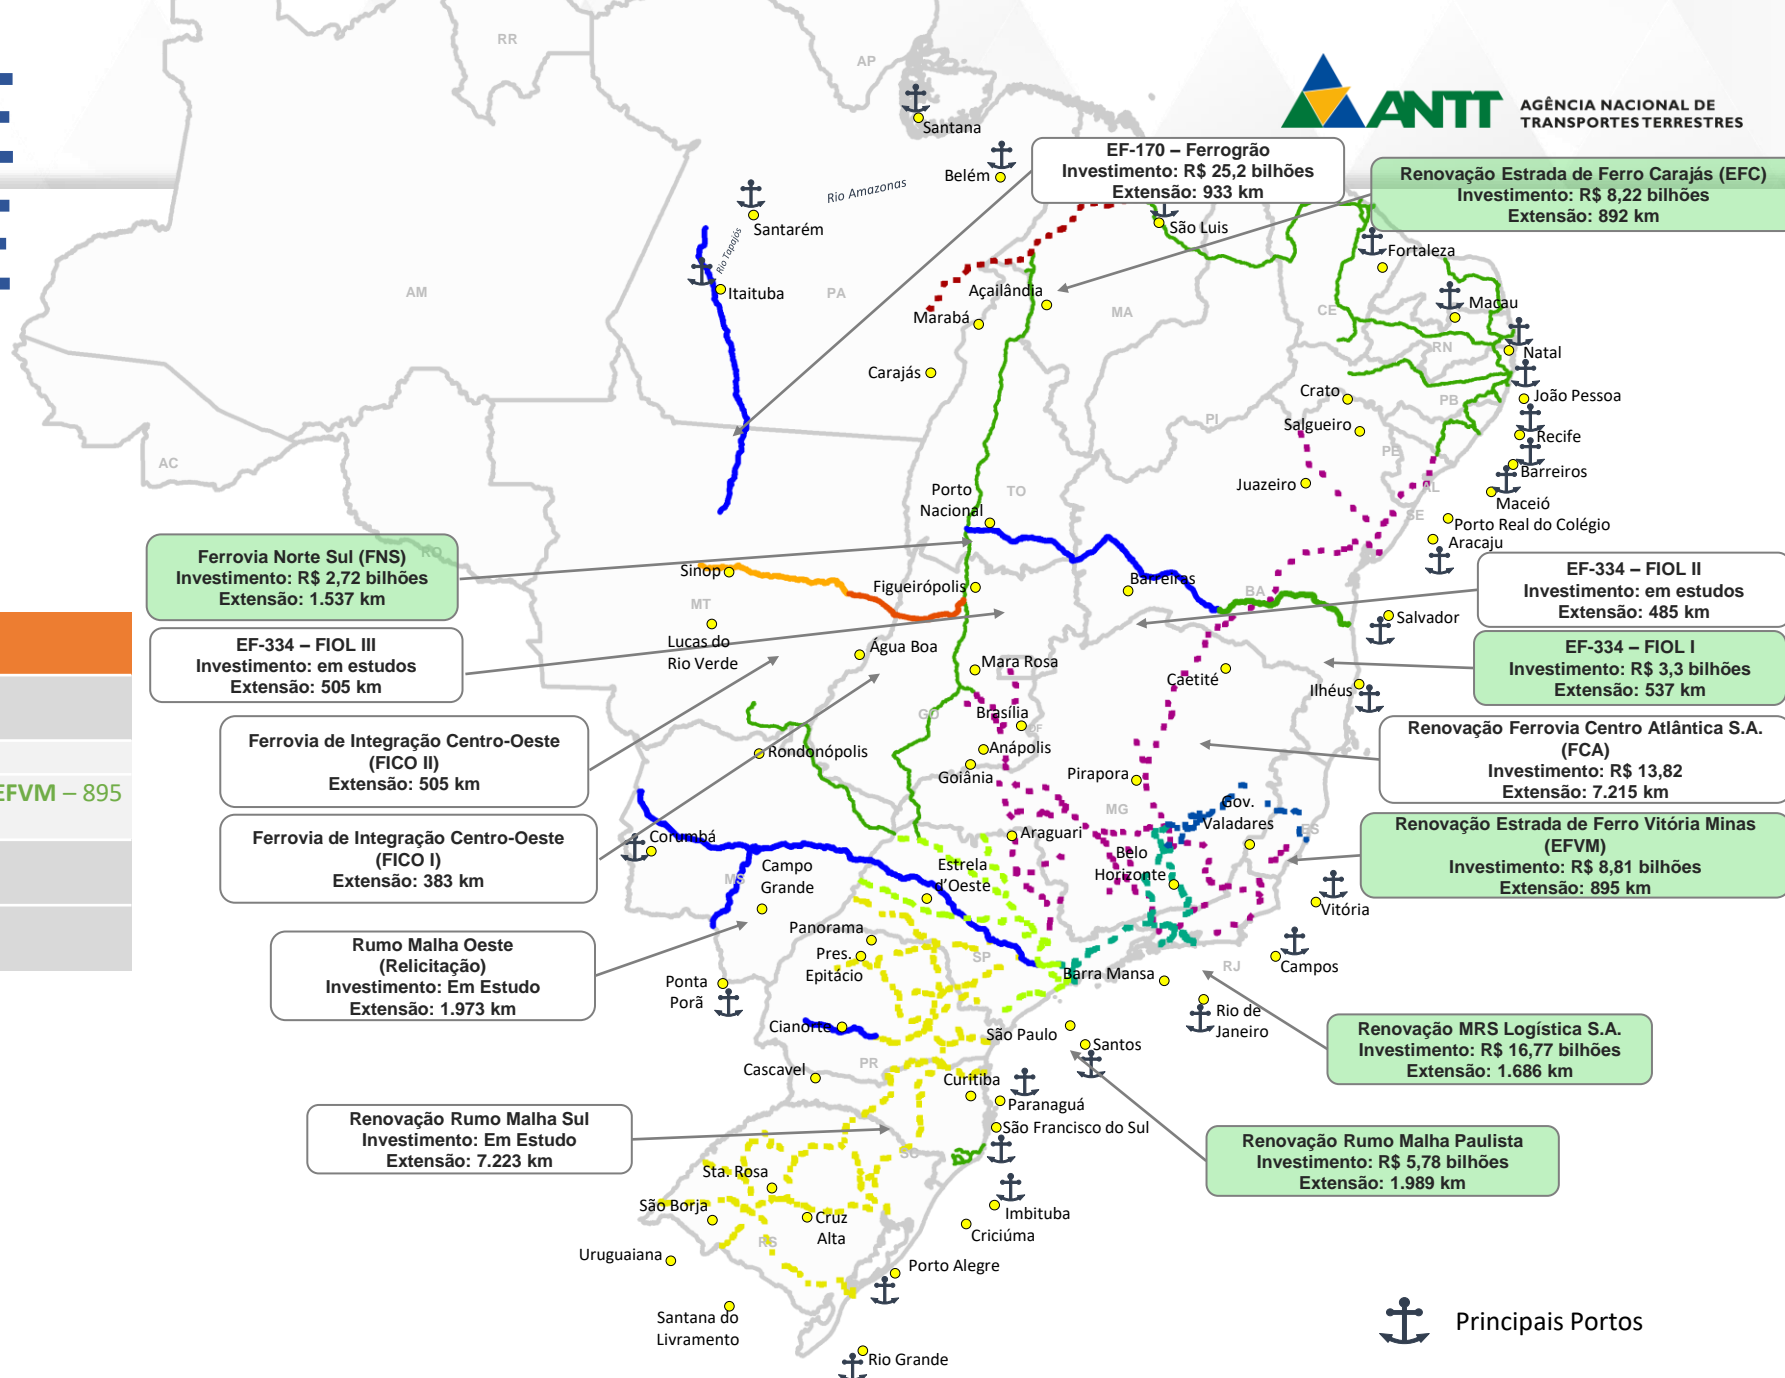 RR
AP
ANTT
AGÊNCIA NACIONAL DE
TRANSPORTES TERRESTRES
Santana
Belém
Rio Amazonas
Santarém
Rio Tapajós
Itaituba
EF-170 – Ferrogrão
Investimento: R$ 25,2 bilhões
Extensão: 933 km
Renovação Estrada de Ferro Carajás (EFC)
Investimento: R$ 8,22 bilhões
Extensão: 892 km
São Luis
Fortaleza
AM
PA
Açailândia
Marabá
MA
CE
Macau
RN
Natal
Carajás
Crato
PB
João Pessoa
PI
Salgueiro
Recife
PE
Barreiros
AC
Juazeiro
AL
Maceió
Porto
Nacional
TO
SE
Porto Real do Colégio
Aracaju
RO
Ferrovia Norte Sul (FNS)
Investimento: R$ 2,72 bilhões
Extensão: 1.537 km
Sinop
Figueirópolis
Barreiras
BA
EF-334 – FIOL II
Investimento: em estudos
Extensão: 485 km
MT
Salvador
EF-334 – FIOL III
Investimento: em estudos
Extensão: 505 km
Lucas do
Rio Verde
Água Boa
Mara Rosa
Caetité
Ilhéus
EF-334 – FIOL I
Investimento: R$ 3,3 bilhões
Extensão: 537 km
GO
Brasília
DF
Anápolis
Goiânia
Rondonópolis
Pirapora
Ferrovia de Integração Centro-Oeste
(FICO II)
Extensão: 505 km
Renovação Ferrovia Centro Atlântica S.A.
(FCA)
Investimento: R$ 13,82
Extensão: 7.215 km
EFVM – 895
MG
Gov.
Valadares
ES
Ferrovia de Integração Centro-Oeste
(FICO I)
Extensão: 383 km
Corumbá
Araguari
Belo
Horizonte
Renovação Estrada de Ferro Vitória Minas
(EFVM)
Investimento: R$ 8,81 bilhões
Extensão: 895 km
Campo
Grande
MS
Estrela
d'Oeste
Vitória
Rumo Malha Oeste
(Relicitação)
Investimento: Em Estudo
Extensão: 1.973 km
Panorama
Pres.
Epitácio
SP
RJ
Campos
Barra Mansa
Ponta
Porã
Rio de
Janeiro
Cianorte
São Paulo
Santos
Renovação MRS Logística S.A.
Investimento: R$ 16,77 bilhões
Extensão: 1.686 km
PR
Cascavel
Curitiba
Paranaguá
São Francisco do Sul
Renovação Rumo Malha Sul
Investimento: Em Estudo
Extensão: 7.223 km
SC
Renovação Rumo Malha Paulista
Investimento: R$ 5,78 bilhões
Extensão: 1.989 km
Sta. Rosa
São Borja
Cruz
Alta
Imbituba
Criciúma
RS
Uruguaiana
Porto Alegre
Santana do
Livramento
Rio Grande
Principais Portos